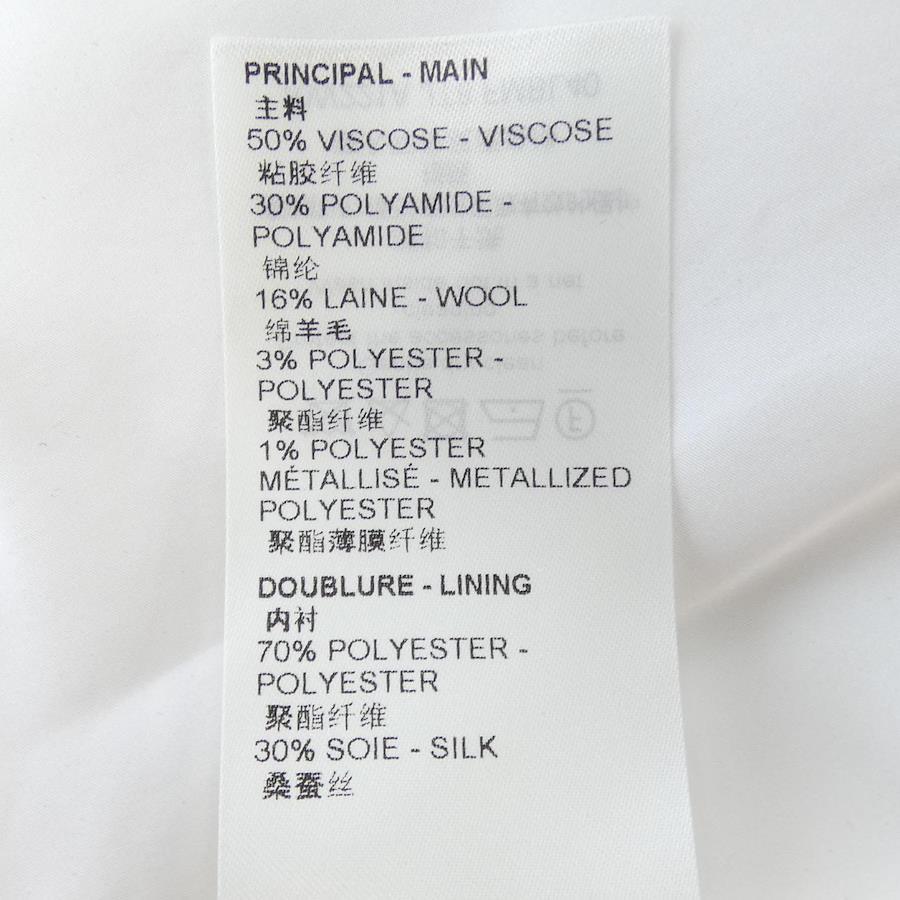 PRINCIPAL - MAIN
主料
50% VISCOSE - VISCOSE
粘胶纤维
30% POLYAMIDE -
POLYAMIDE
锦纶
16% LAINE - WOOL
绵羊毛
3% POLYESTER -
POLYESTER
聚酯纤维
1% POLYESTER
MÉTALLISÉ - METALLIZED
POLYESTER
聚酯薄膜纤维
DOUBLURE - LINING
内衬
70% POLYESTER -
POLYESTER
聚酯纤维
30% SOIE - SILK
桑蚕丝